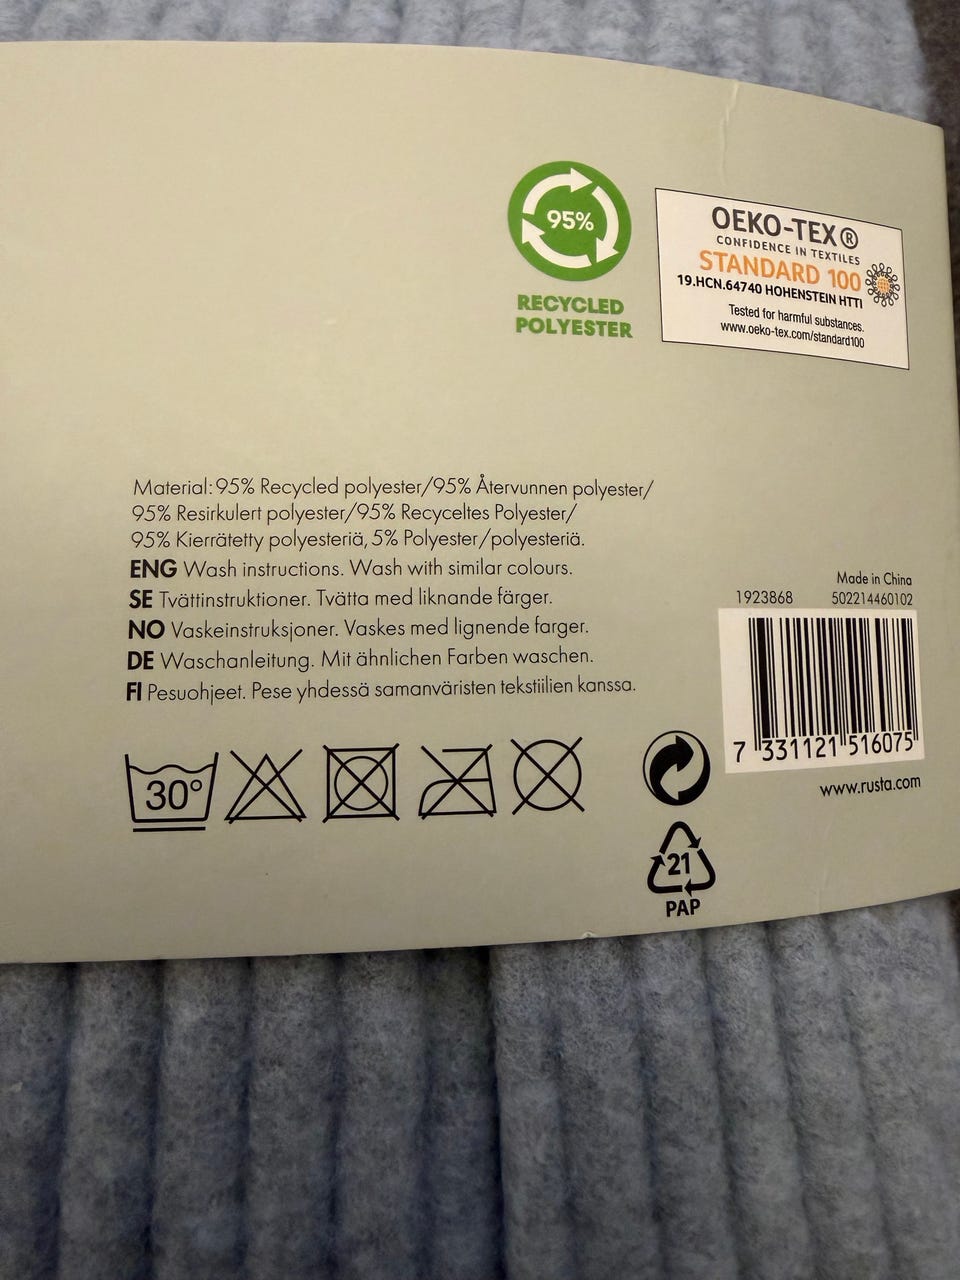 95%
RECYCLED
POLYESTER
OEKO-TEX®
CONFIDENCE IN TEXTILES
STANDARD 100
19.HCN.64740 HOHENSTEIN HTTI
Tested for harmful substances.
www.oeko-tex.com/standard100
Material: 95% Recycled polyester/95% Återvunnen polyester/
95% Resirkulert polyester/95% Recyceltes Polyester/
95% Kierrätetty polyesteriä, 5% Polyester/polyesteriä.
ENG Wash instructions. Wash with similar colours.
SE Tvättinstruktioner. Tvätta med liknande färger.
NO Vaskeinstruksjoner. Vaskes med lignende farger.
DE Waschanleitung. Mit ähnlichen Farben waschen.
FI Pesuohjeet. Pese yhdessä samanväristen tekstiilien kanssa.
30°
Made in China
1923868 502214460102
7 331121 516075
www.rusta.com
21
PAP